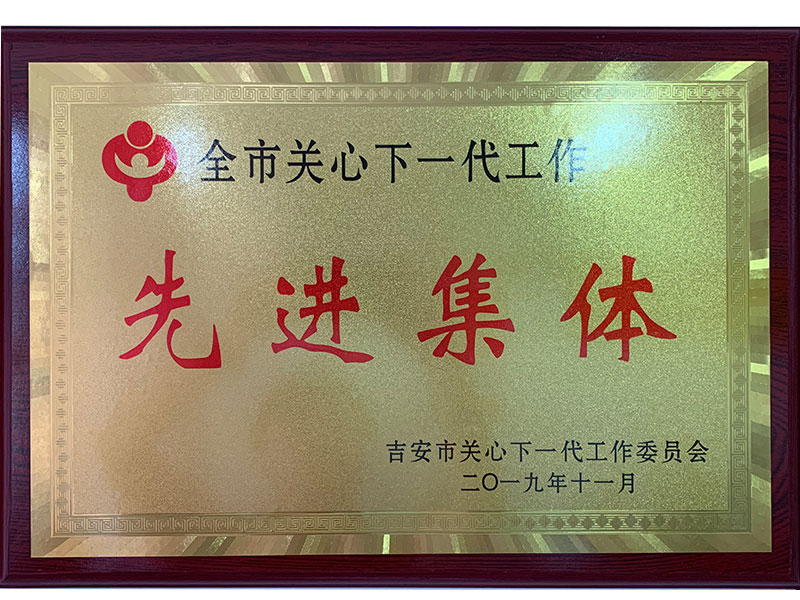 全市关心下一代工作
先进集体
吉安市关心下一代工作委员会
二〇一九年十一月